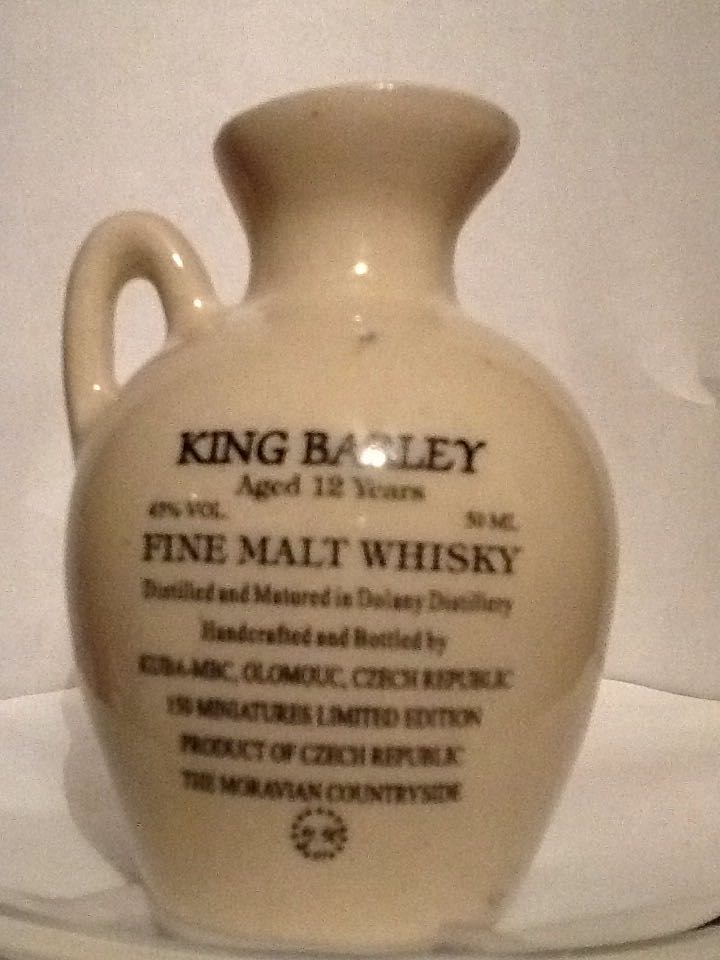 KING BARLEY
Aged 12 Years
45% VOL. 50 ML
FINE MALT WHISKY
Distilled and Matured in Dolany Distillery
Handcrafted and Bottled by
KUBA-MBC, OLOMOUC, CZECH REPUBLIC
150 MINIATURES LIMITED EDITION
PRODUCT OF CZECH REPUBLIC
THE MORAVIAN COUNTRYSIDE